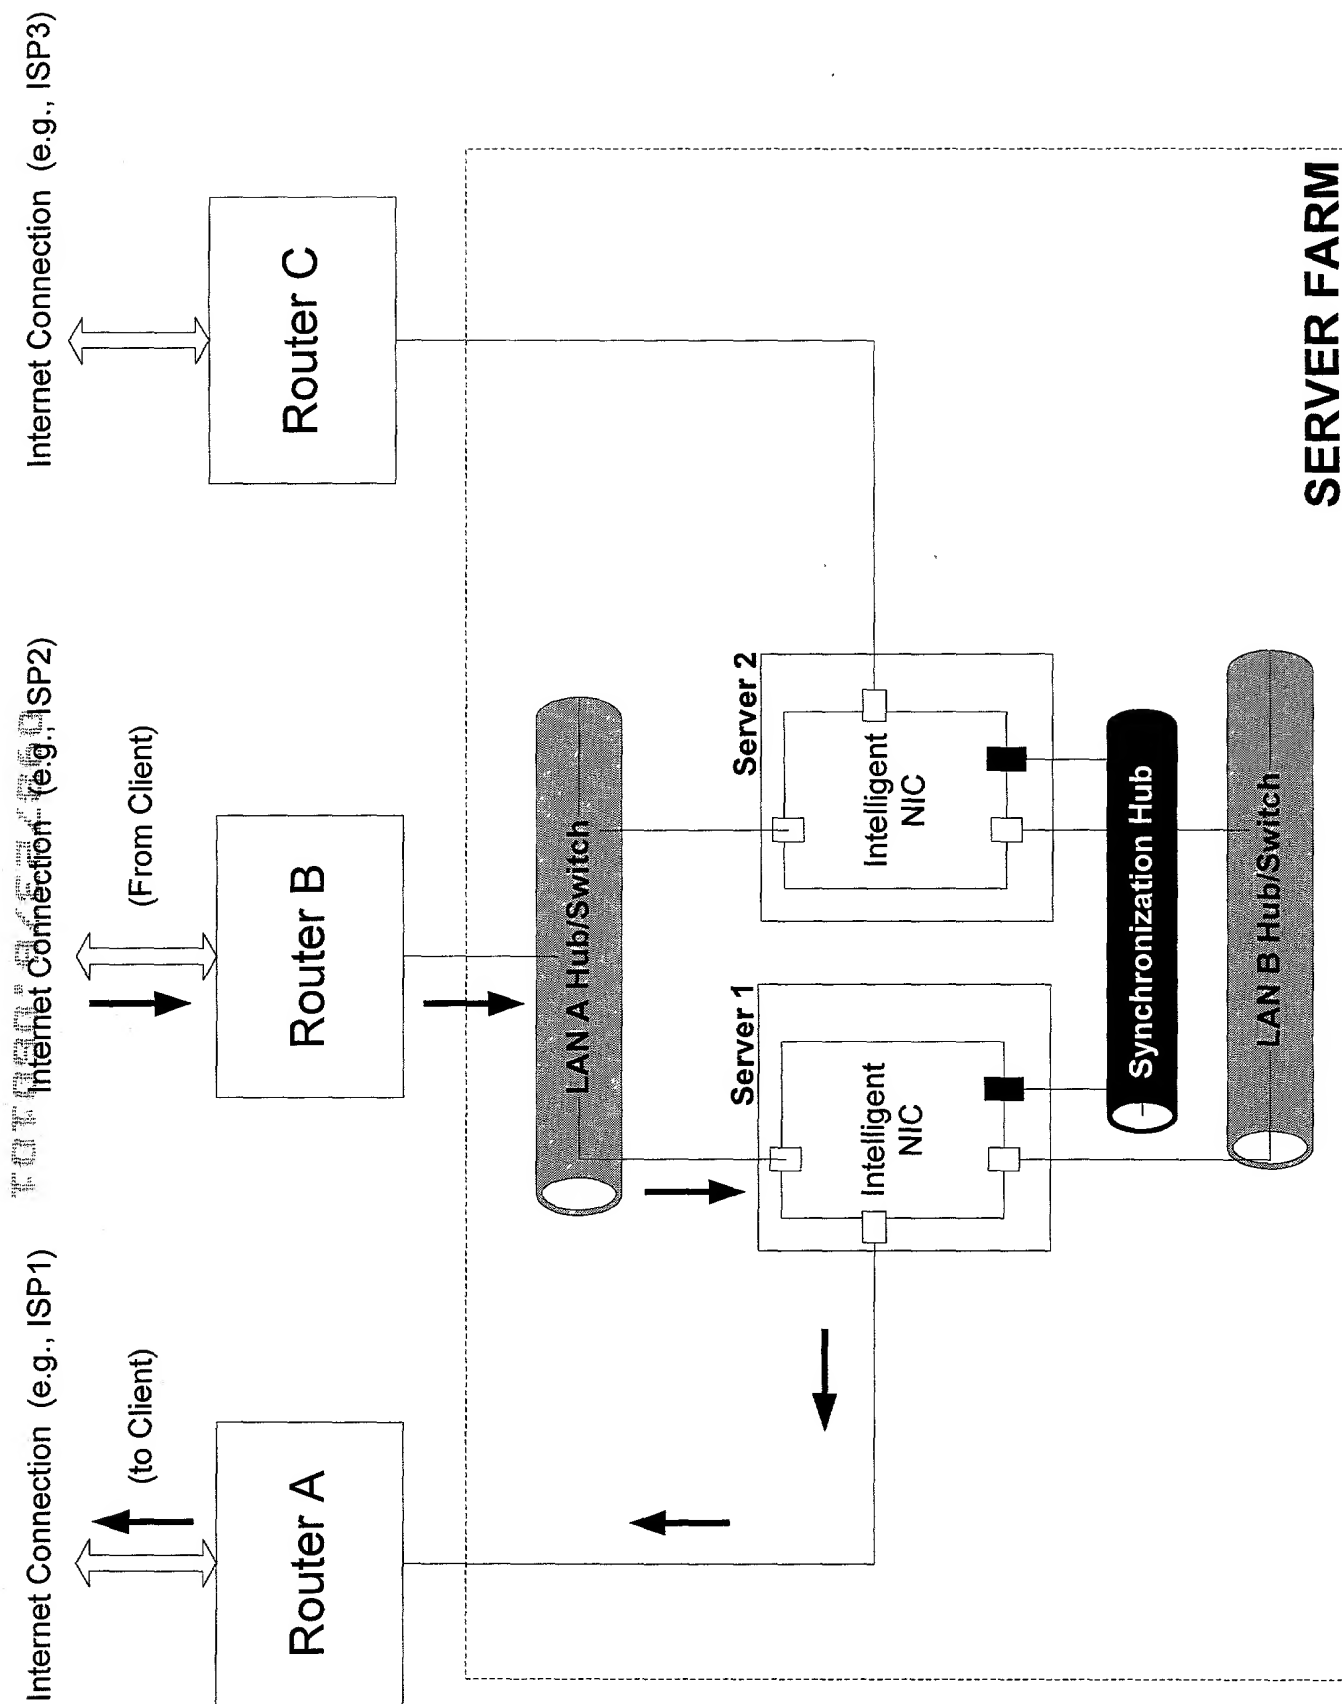 Internet Connection (e.g., ISP1)
(to Client)
Router A
Internet Connection (e.g., ISP2)
(From Client)
Router B
Internet Connection (e.g., ISP3)
Router C
LAN A Hub/Switch
Server 1
Intelligent
NIC
Server 2
Intelligent
NIC
Synchronization Hub
LAN B Hub/Switch
SERVER FARM